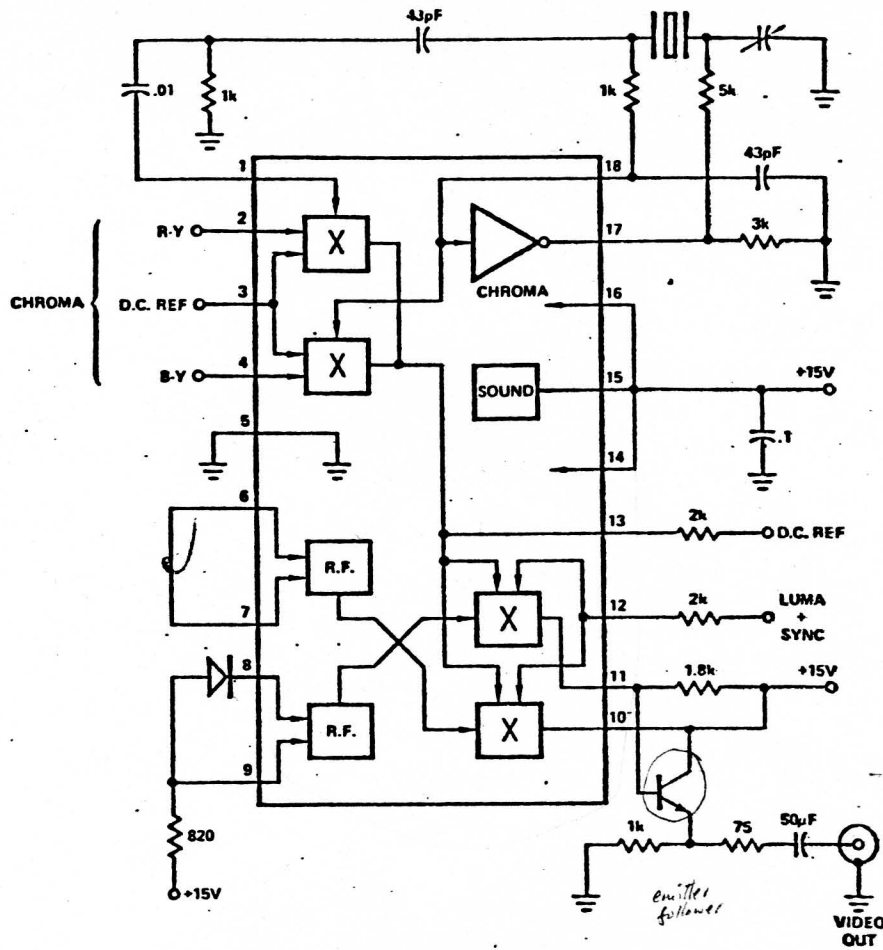 43pF
.01
1k
1k
5k
43pF
1
18
R-Y
2
X
17
3k
CHROMA
CHROMA
D.C. REF
3
16
B-Y
4
X
SOUND
15
+15V
.1
5
14
6
13
2k
D.C. REF
R.F.
7
X
12
2k
LUMA
+
SYNC
8
11
1.8k
+15V
R.F.
X
10
9
820
1k
75
50µF
+15V
emitter
follower
VIDEO
OUT